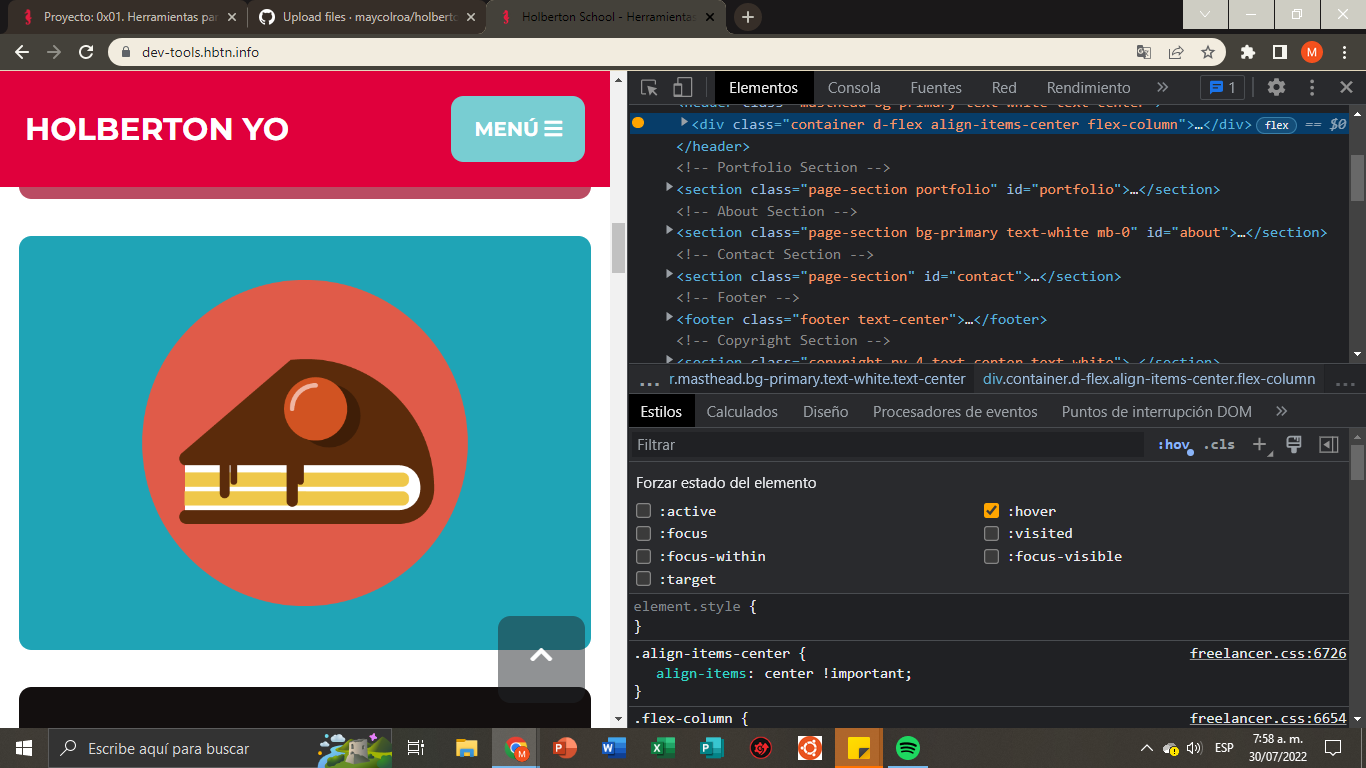 Proyecto: 0x01. Herramientas par
Upload files · maycolroa/holberto
Holberton School - Herramientas
dev-tools.hbtn.info
M
HOLBERTON YO
MENÚ
Elementos
Consola
Fuentes
Red
Rendimiento
1
<header class="masthead bg-primary text-white text-center">
<div class="container d-flex align-items-center flex-column">…</div> flex == $0
</header>
<!-- Portfolio Section -->
<section class="page-section portfolio" id="portfolio">…</section>
<!-- About Section -->
<section class="page-section bg-primary text-white mb-0" id="about">…</section>
<!-- Contact Section -->
<section class="page-section" id="contact">…</section>
<!-- Footer -->
<footer class="footer text-center">…</footer>
<!-- Copyright Section -->
<section class="copyright py-4 text-center text-white">…</section>
... r.masthead.bg-primary.text-white.text-center div.container.d-flex.align-items-center.flex-column ...
Estilos
Calculados
Diseño
Procesadores de eventos
Puntos de interrupción DOM
Filtrar
:hov
.cls
Forzar estado del elemento
:active
:hover
:focus
:visited
:focus-within
:focus-visible
:target
element.style {
}
.align-items-center {
freelancer.css:6726
align-items: center !important;
}
.flex-column {
freelancer.css:6654
Escribe aquí para buscar
M
ESP
7:58 a. m.
30/07/2022